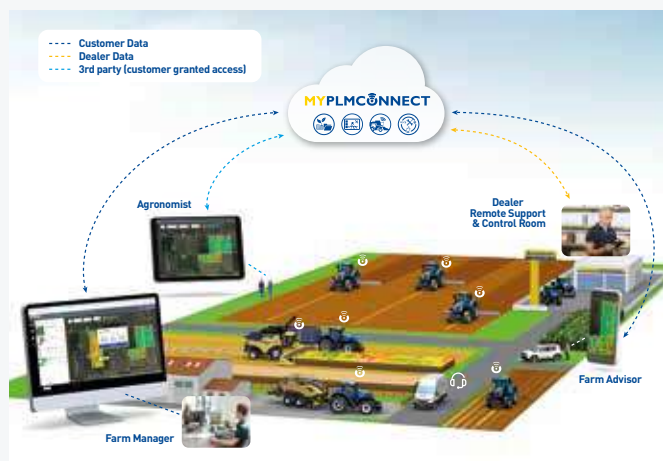 Customer Data
Dealer Data
3rd party (customer granted access)
MYPLMCONNECT
Agronomist
Dealer
Remote Support
& Control Room
Farm Advisor
Farm Manager